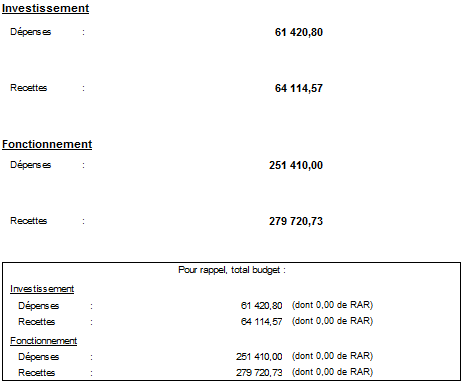 Investissement
Dépenses : 61 420,80
Recettes : 64 114,57
Fonctionnement
Dépenses : 251 410,00
Recettes : 279 720,73
Pour rappel, total budget :
Investissement
Dépenses : 61 420,80 (dont 0,00 de RAR)
Recettes : 64 114,57 (dont 0,00 de RAR)
Fonctionnement
Dépenses : 251 410,00 (dont 0,00 de RAR)
Recettes : 279 720,73 (dont 0,00 de RAR)